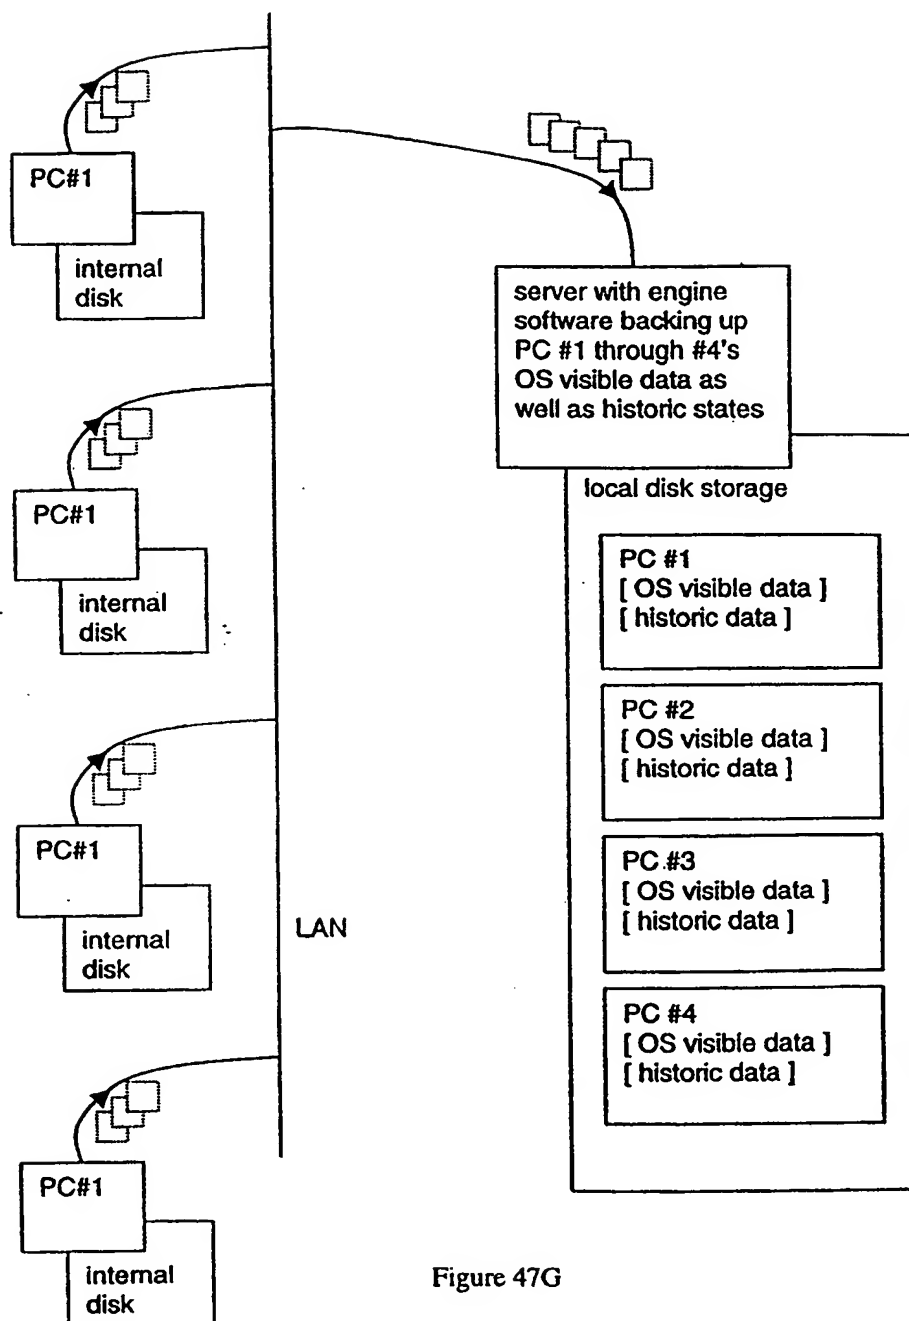 PC#1
internal
disk
PC#1
internal
disk
PC#1
internal
disk
PC#1
internal
disk
LAN
server with engine
software backing up
PC #1 through #4's
OS visible data as
well as historic states
local disk storage
PC #1
[ OS visible data ]
[ historic data ]
PC #2
[ OS visible data ]
[ historic data ]
PC #3
[ OS visible data ]
[ historic data ]
PC #4
[ OS visible data ]
[ historic data ]
Figure 47G